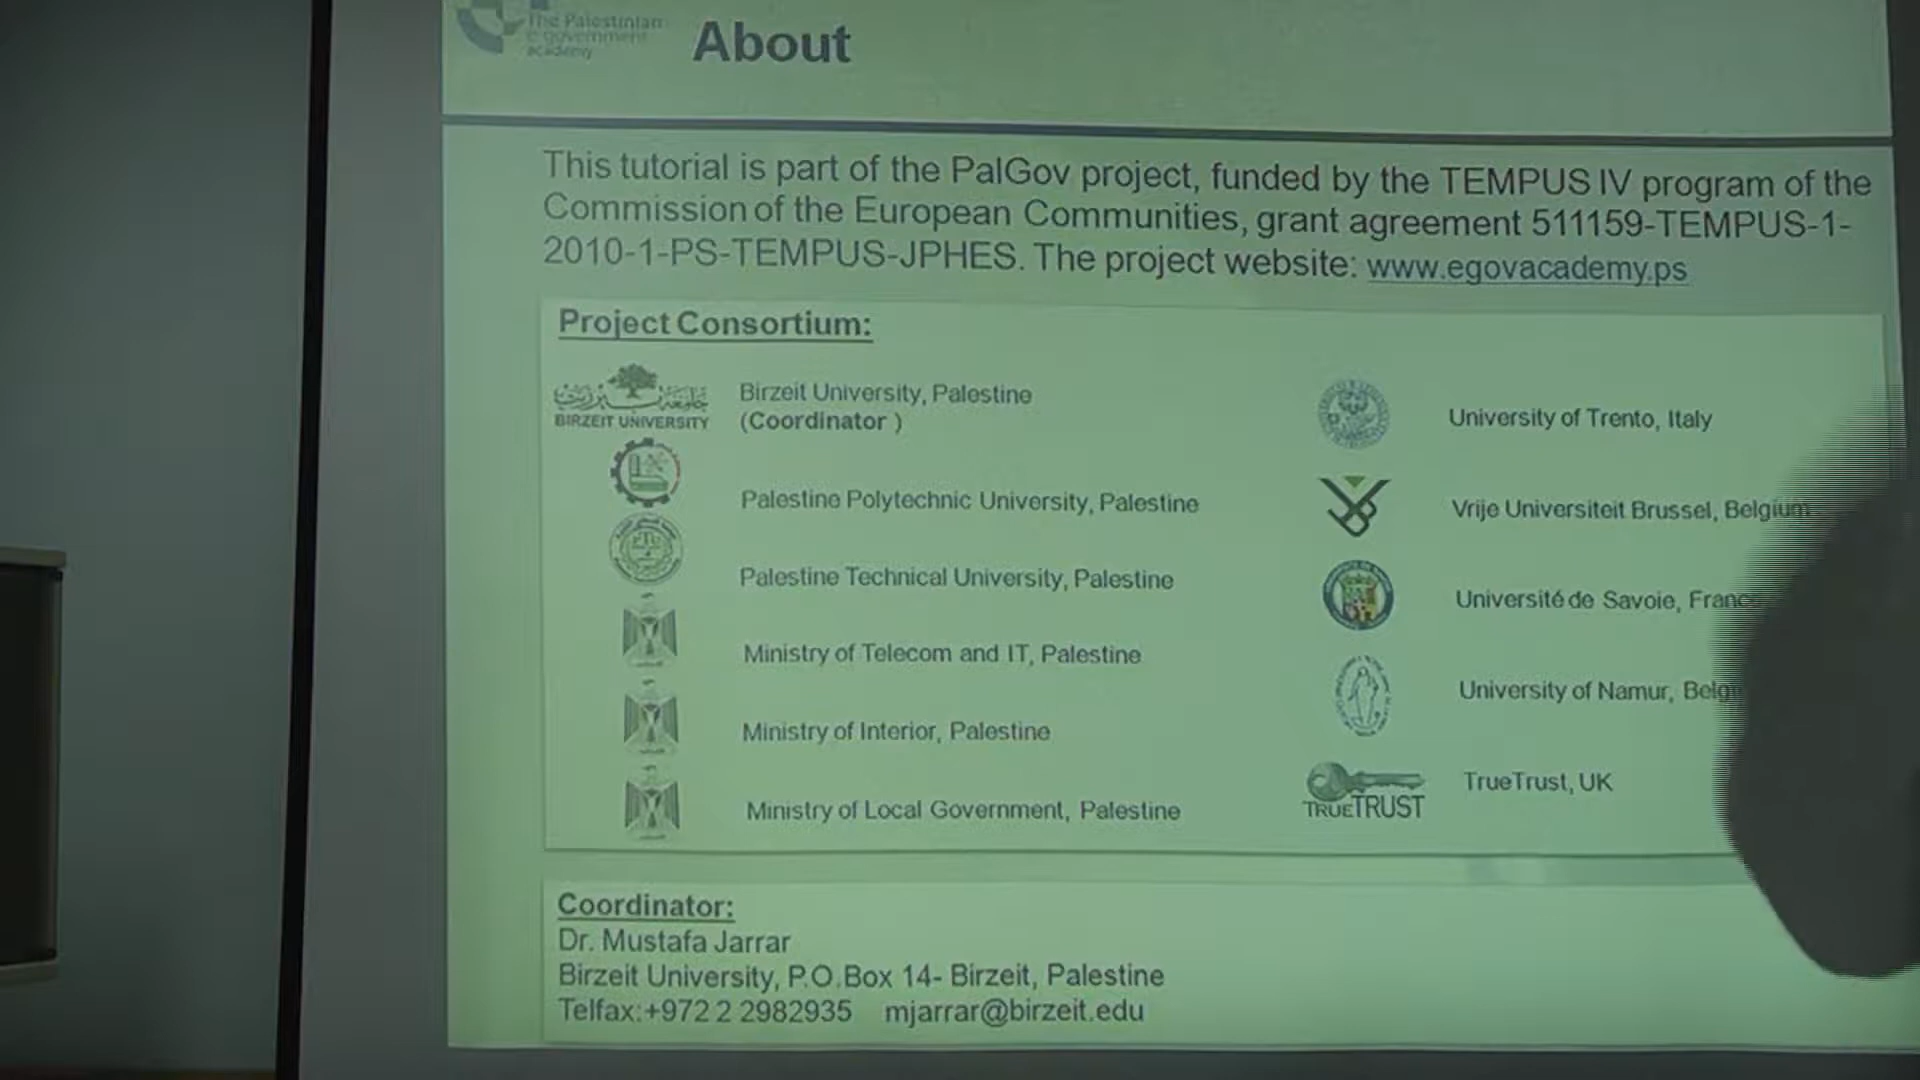 The Palestinian
e-government
academy
About
This tutorial is part of the PalGov project, funded by the TEMPUS IV program of the
Commission of the European Communities, grant agreement 511159-TEMPUS-1-
2010-1-PS-TEMPUS-JPHES. The project website: www.egovacademy.ps
Project Consortium:
جامعة بيرزيت
BIRZEIT UNIVERSITY
Birzeit University, Palestine
(Coordinator )
Palestine Polytechnic University, Palestine
Palestine Technical University, Palestine
Ministry of Telecom and IT, Palestine
Ministry of Interior, Palestine
Ministry of Local Government, Palestine
University of Trento, Italy
Vrije Universiteit Brussel, Belgium
Université de Savoie, Franc
University of Namur, Belg
TRUETRUST
TrueTrust, UK
Coordinator:
Dr. Mustafa Jarrar
Birzeit University, P.O.Box 14- Birzeit, Palestine
Telfax:+972 2 2982935 mjarrar@birzeit.edu